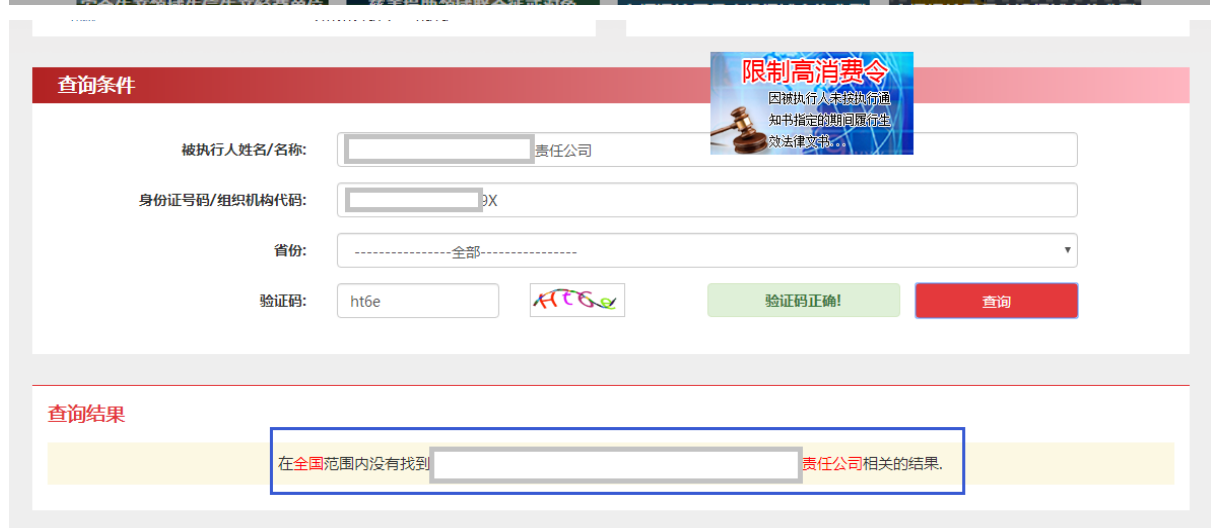 查询条件
限制高消费令
因被执行人未按执行通
知书指定的期间履行生
效法律文书...
被执行人姓名/名称:
责任公司
身份证号码/组织机构代码:
9X
省份:
----------------全部----------------
验证码:
ht6e
Ht6e
验证码正确!
查询
查询结果
在全国范围内没有找到
责任公司相关的结果.